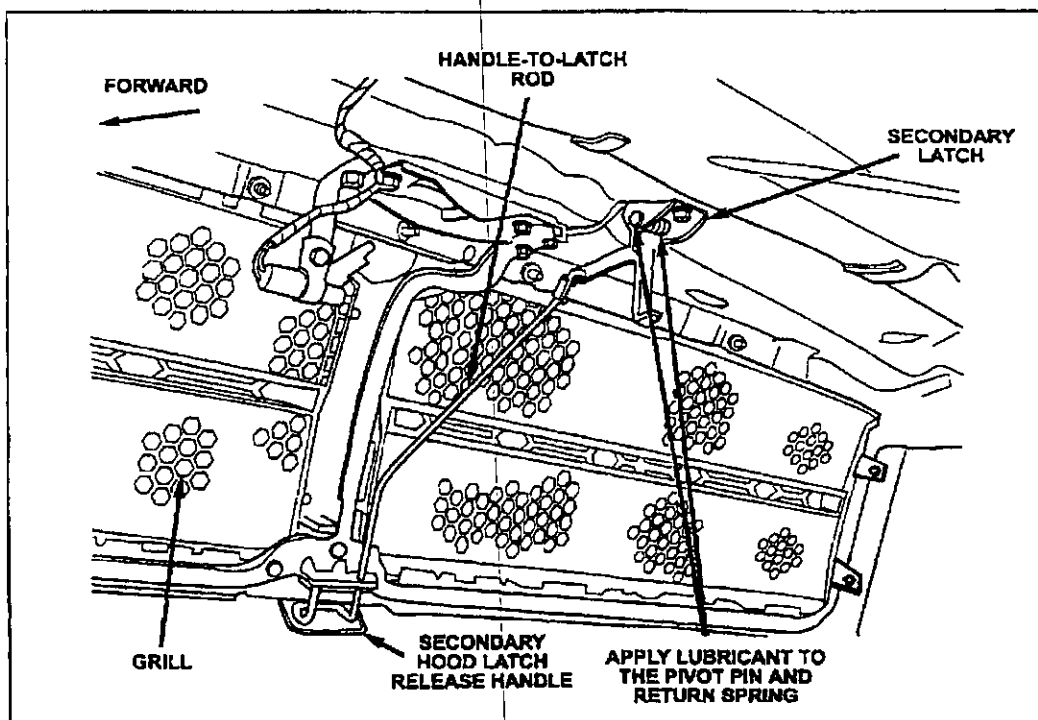 HANDLE-TO-LATCH
ROD
FORWARD
SECONDARY
LATCH
GRILL
SECONDARY
HOOD LATCH
RELEASE HANDLE
APPLY LUBRICANT TO
THE PIVOT PIN AND
RETURN SPRING